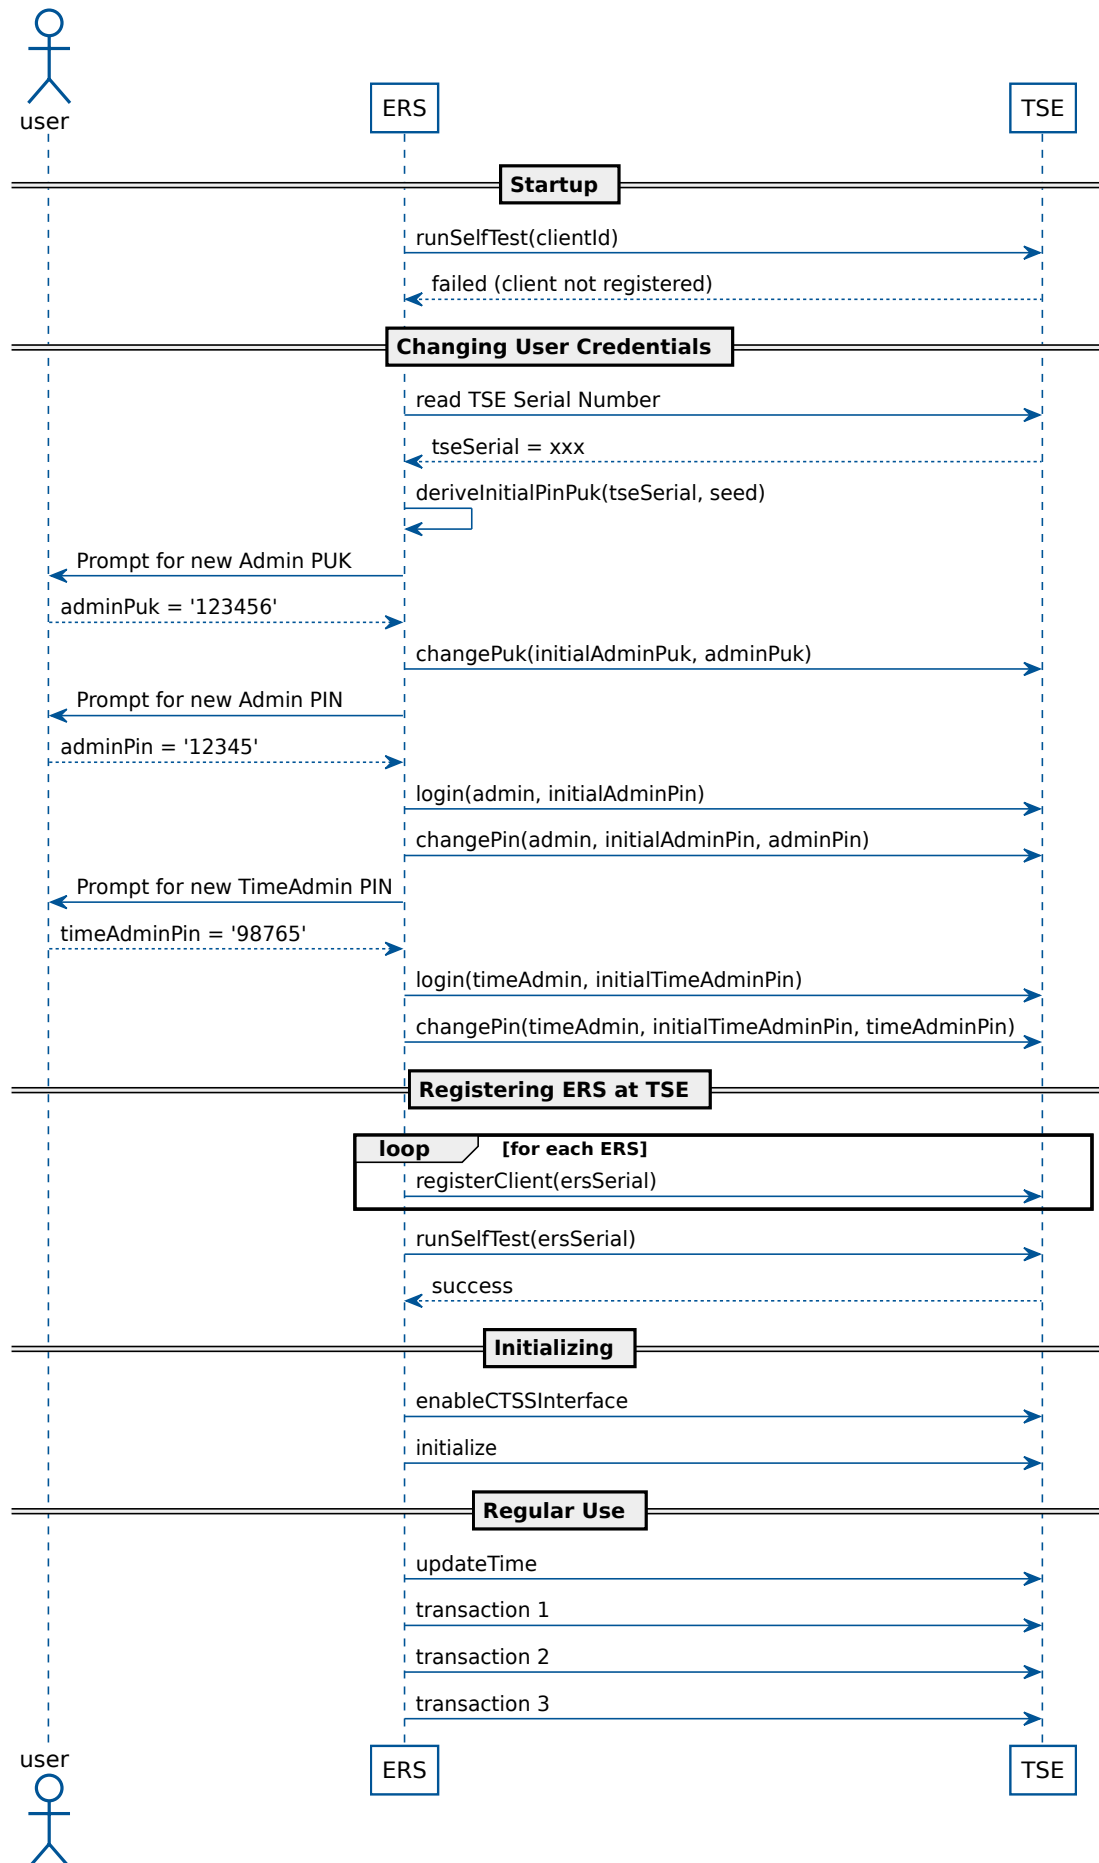 user
ERS
TSE
Startup
runSelfTest(clientId)
failed (client not registered)
Changing User Credentials
read TSE Serial Number
tseSerial = xxx
deriveInitialPinPuk(tseSerial, seed)
Prompt for new Admin PUK
adminPuk = '123456'
changePuk(initialAdminPuk, adminPuk)
Prompt for new Admin PIN
adminPin = '12345'
login(admin, initialAdminPin)
changePin(admin, initialAdminPin, adminPin)
Prompt for new TimeAdmin PIN
timeAdminPin = '98765'
login(timeAdmin, initialTimeAdminPin)
changePin(timeAdmin, initialTimeAdminPin, timeAdminPin)
Registering ERS at TSE
loop [for each ERS]
registerClient(ersSerial)
runSelfTest(ersSerial)
success
Initializing
enableCTSSInterface
initialize
Regular Use
updateTime
transaction 1
transaction 2
transaction 3
user
ERS
TSE